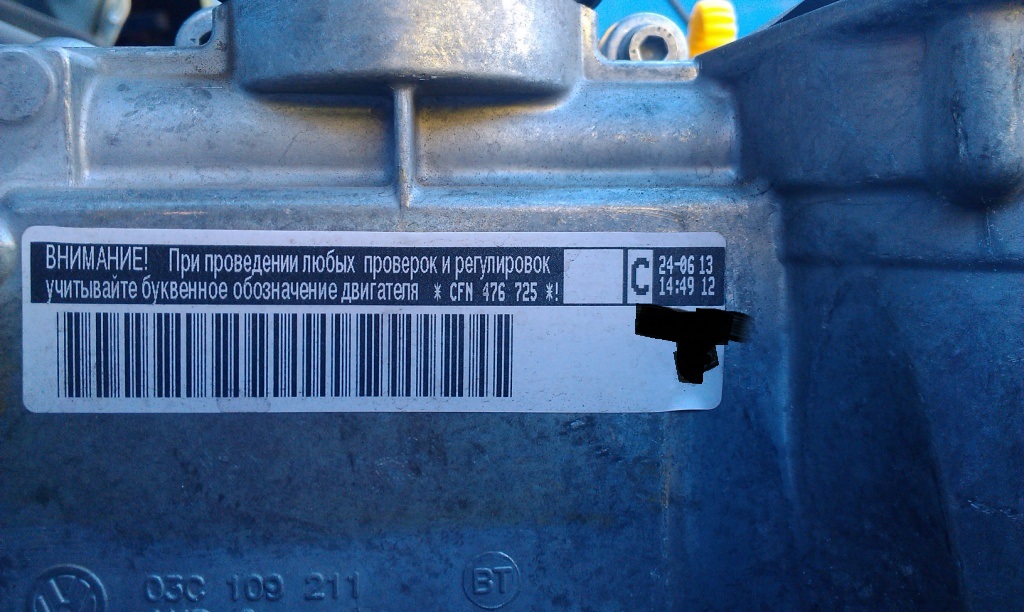 ВНИМАНИЕ! При проведении любых проверок и регулировок
учитывайте буквенное обозначение двигателя * CFN 476 725 *!
C
24-06 13
14:49 12
03C 109 211
BT